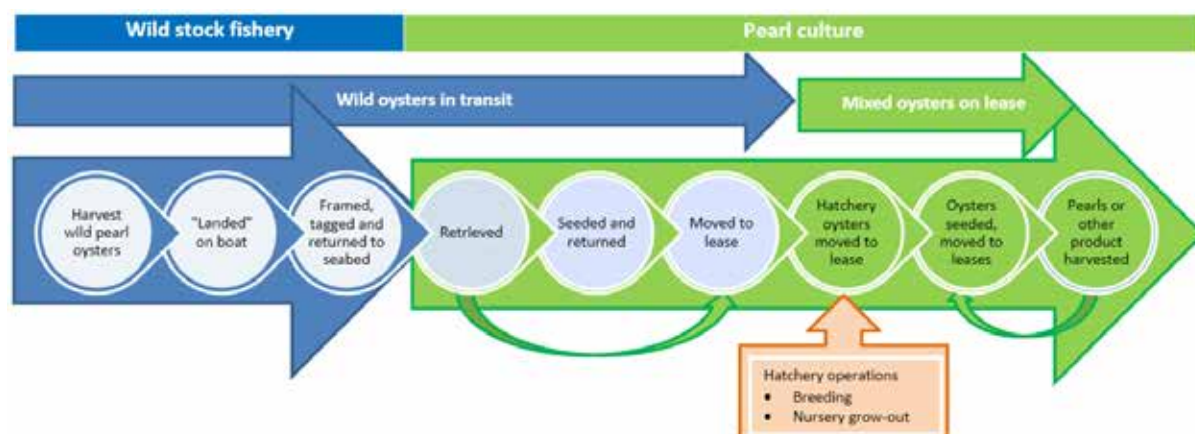 Wild stock fishery
Pearl culture
Wild oysters in transit
Mixed oysters on lease
Harvest
wild pearl
oysters
"Landed"
on boat
Framed,
tagged and
returned to
seabed
Retrieved
Seeded and
returned
Moved to
lease
Hatchery
oysters
moved to
lease
Oysters
seeded,
moved to
leases
Pearls or
other
product
harvested
Hatchery operations
• Breeding
• Nursery grow-out